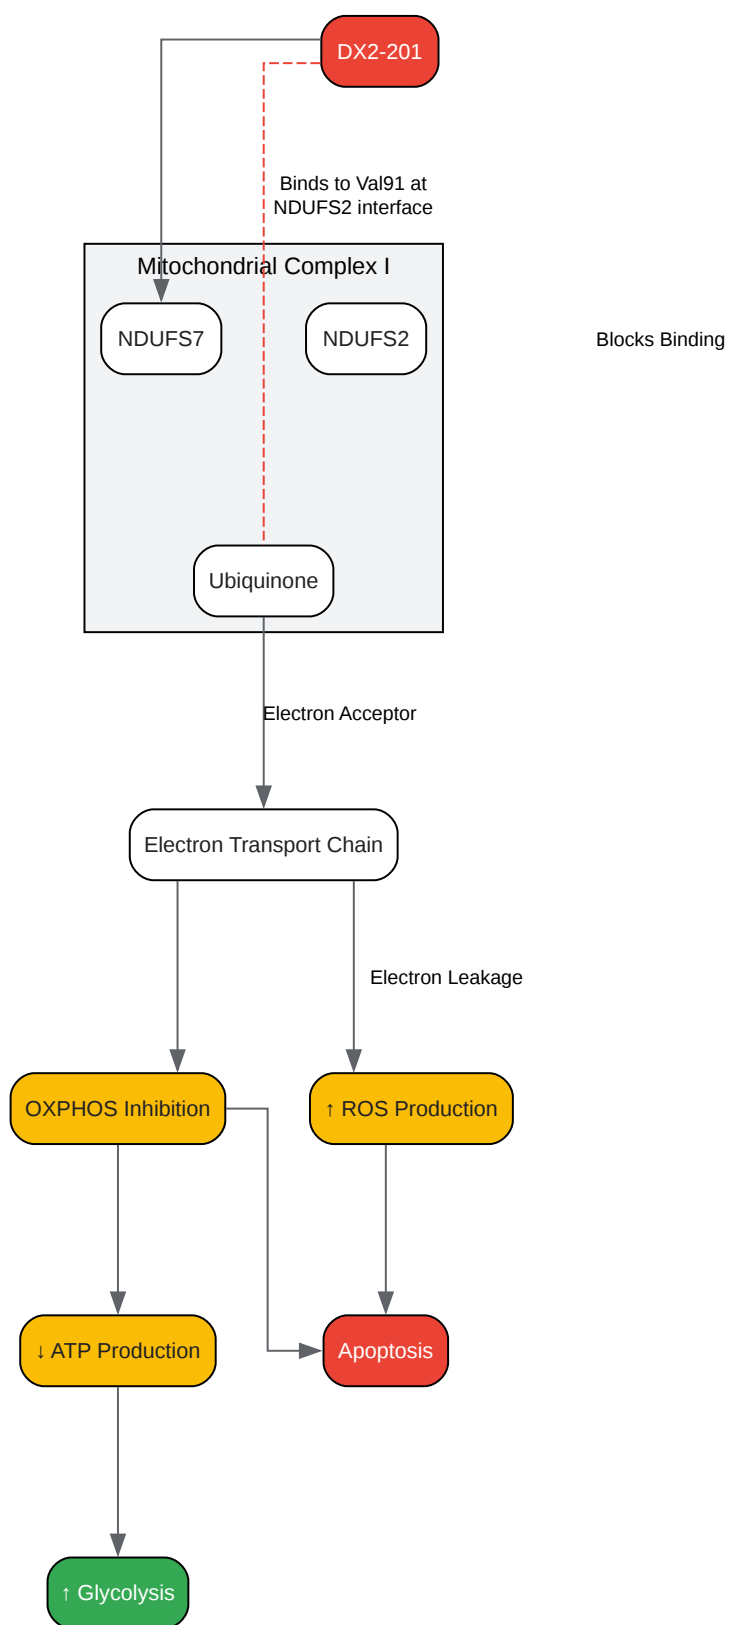 DX2-201
Binds to Val91 at
NDUFS2 interface
Mitochondrial Complex I
NDUFS7
NDUFS2
Blocks Binding
Ubiquinone
Electron Acceptor
Electron Transport Chain
Electron Leakage
OXPHOS Inhibition
↑ ROS Production
↓ ATP Production
Apoptosis
↑ Glycolysis